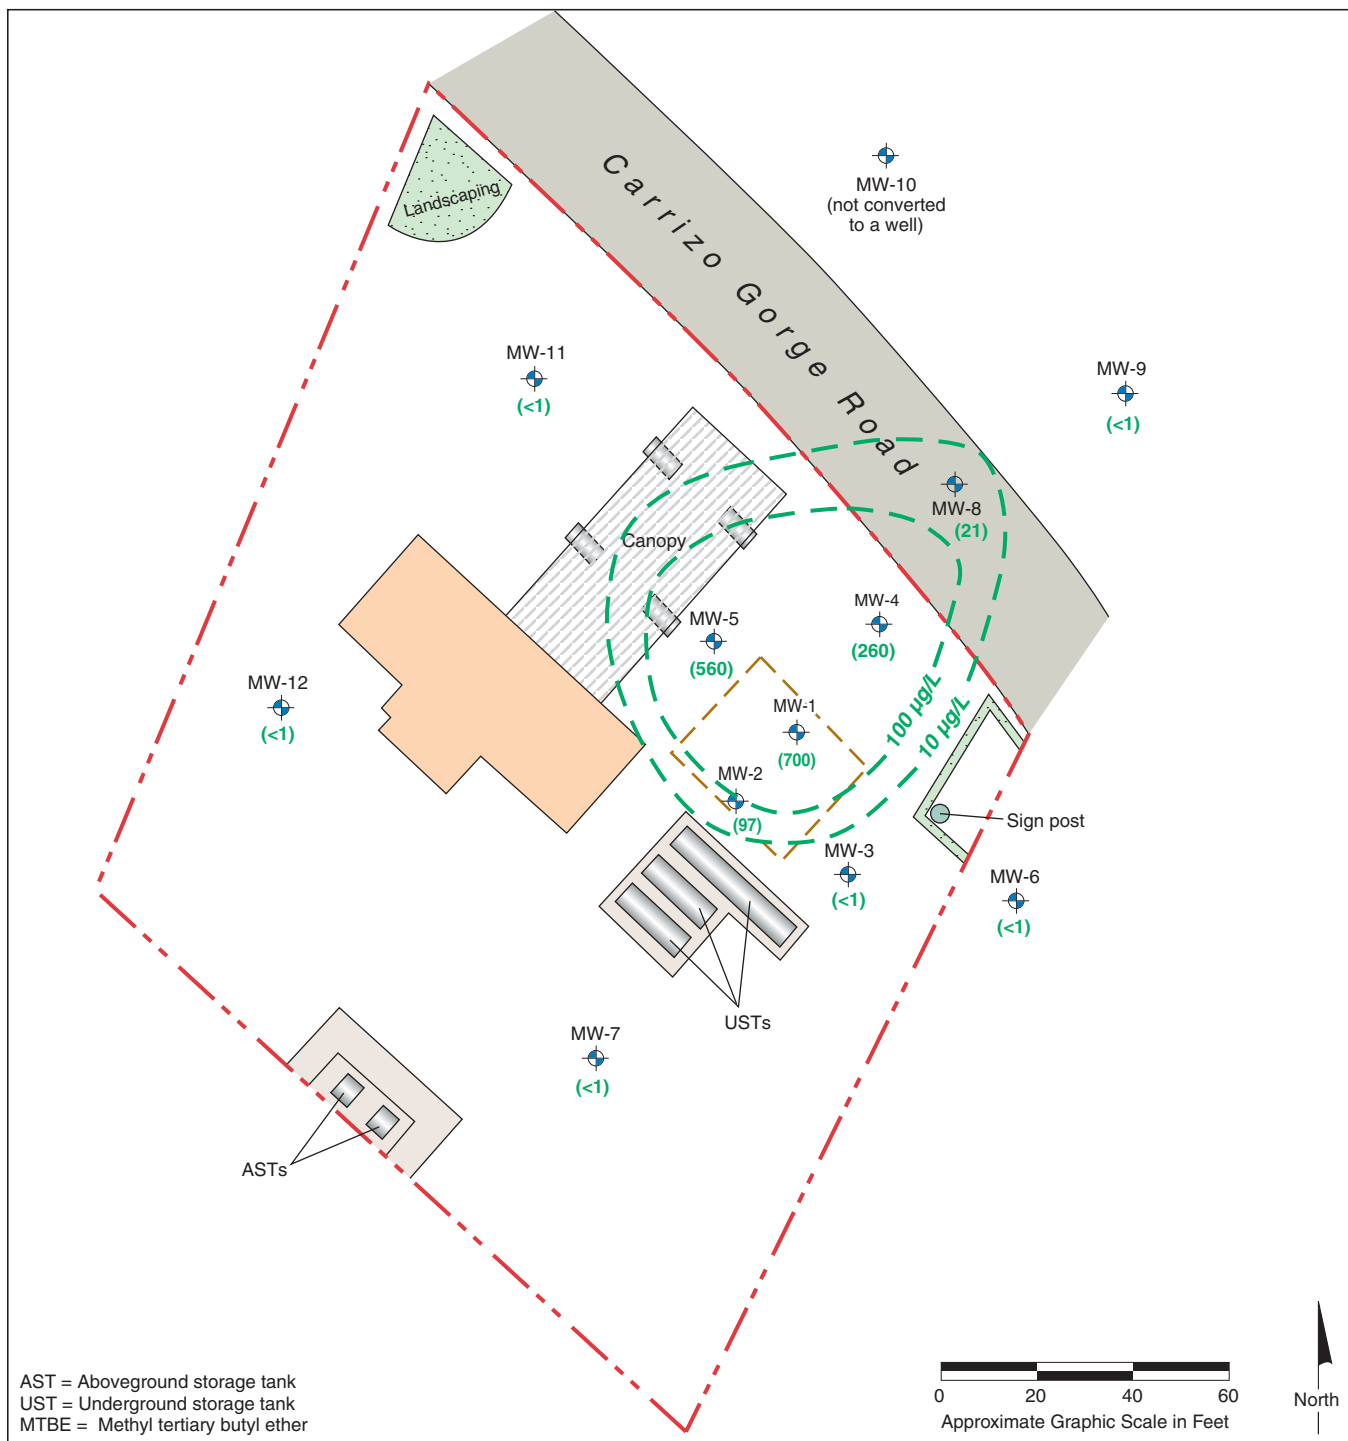 MW-10
(not converted
to a well)
Carrizo Gorge Road
Landscaping
MW-11
(<1)
MW-9
(<1)
MW-8
(21)
Canopy
MW-5
(560)
MW-4
(260)
MW-12
(<1)
MW-1
(700)
100 µg/L
10 µg/L
MW-2
(97)
Sign post
MW-3
(<1)
MW-6
(<1)
USTs
MW-7
(<1)
ASTs
AST = Aboveground storage tank
UST = Underground storage tank
MTBE = Methyl tertiary butyl ether
0 20 40 60
Approximate Graphic Scale in Feet
North